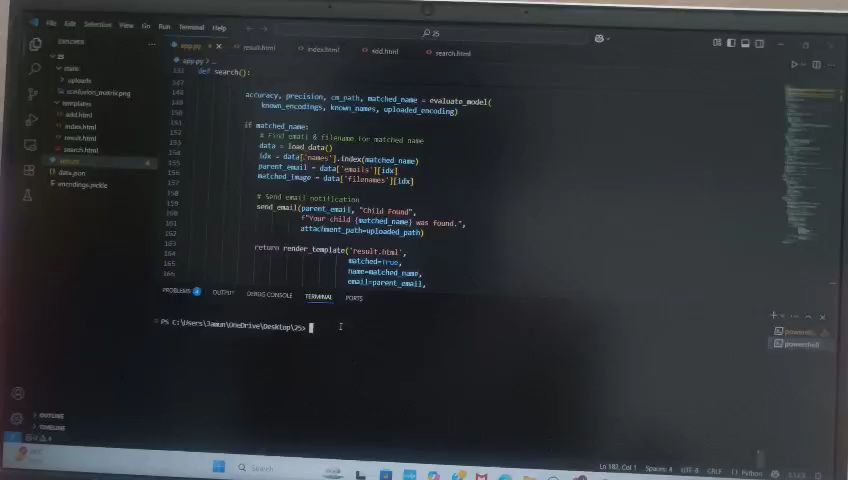 File Edit Selection View Go Run Terminal Help
25
EXPLORER
app.py
result.html
index.html
add.html
search.html
25
static
uploads
confusion_matrix.png
templates
add.html
index.html
result.html
search.html
data.json
encodings.pickle
app.py > ...
133 def search():
147
148 accuracy, precision, cm_path, matched_name = evaluate_model(
149 known_encodings, known_names, uploaded_encoding)
150
151 if matched_name:
152 # Find email & filename for matched name
153 data = load_data()
154 idx = data['names'].index(matched_name)
155 parent_email = data['emails'][idx]
156 matched_image = data['filenames'][idx]
157
158 # Send email notification
159 send_email(parent_email, "Child Found",
160 f"Your child {matched_name} was found.",
161 attachment_path=uploaded_path)
162
163 return render_template('result.html',
164 matched=True,
165 name=matched_name,
166 email=parent_email,
PROBLEMS 4 OUTPUT DEBUG CONSOLE TERMINAL PORTS
PS C:\Users\Jamun\OneDrive\Desktop\25>
powershell
OUTLINE
TIMELINE
Ln 182, Col 1 Spaces: 4 UTF-8 CRLF Python
Search